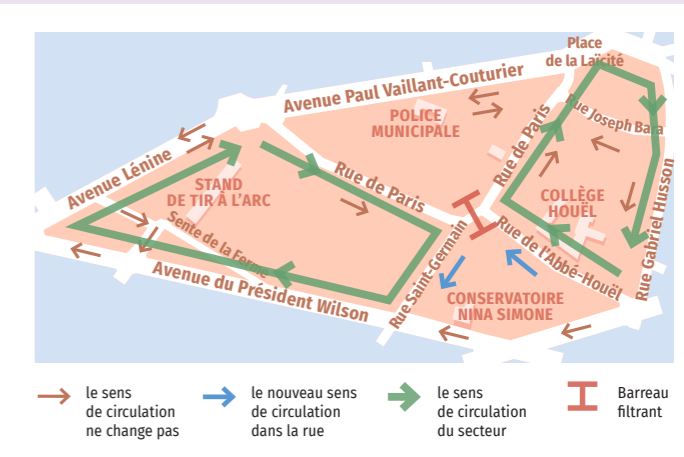 Place
de la Laïcité
Avenue Paul Vaillant-Couturier
POLICE
MUNICIPALE
Rue de Paris
Rue Joseph Bara
Avenue Lénine
STAND
DE TIR À L'ARC
Rue de Paris
COLLÈGE
HOUËL
Rue Gabriel Husson
Sente de la Ferme
Rue Saint-Germain
Rue de l'Abbé-Houël
Avenue du Président Wilson
CONSERVATOIRE
NINA SIMONE
le sens
de circulation
ne change pas
le nouveau sens
de circulation
dans la rue
le sens
de circulation
du secteur
Barreau
filtrant